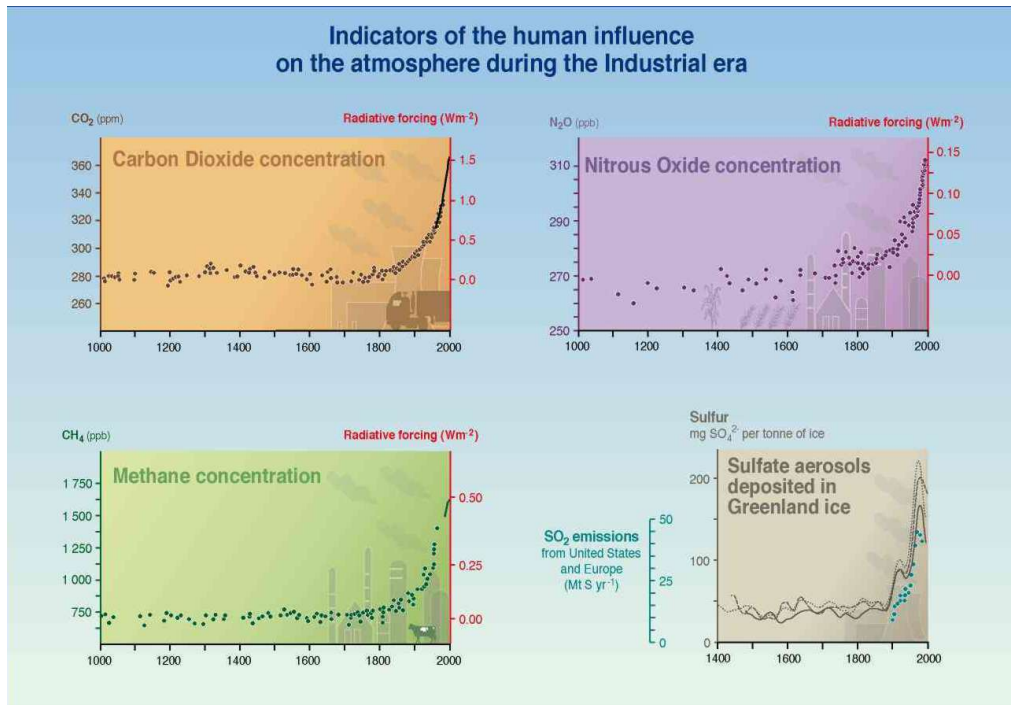 Indicators of the human influence
on the atmosphere during the Industrial era
CO₂ (ppm)
Radiative forcing (Wm⁻²)
Carbon Dioxide concentration
360
340
320
300
280
260
1.5
1.0
0.5
0.0
1000 1200 1400 1600 1800 2000
N₂O (ppb)
Radiative forcing (Wm⁻²)
Nitrous Oxide concentration
310
290
270
250
0.15
0.10
0.05
0.00
1000 1200 1400 1600 1800 2000
CH₄ (ppb)
Radiative forcing (Wm⁻²)
Methane concentration
1 750
1 500
1 250
1 000
750
0.50
0.25
0.00
1000 1200 1400 1600 1800 2000
Sulfur
mg SO₄²⁻ per tonne of ice
Sulfate aerosols
deposited in
Greenland ice
200
100
0
SO₂ emissions
from United States
and Europe
(Mt S yr⁻¹)
50
25
0
1400 1600 1800 2000